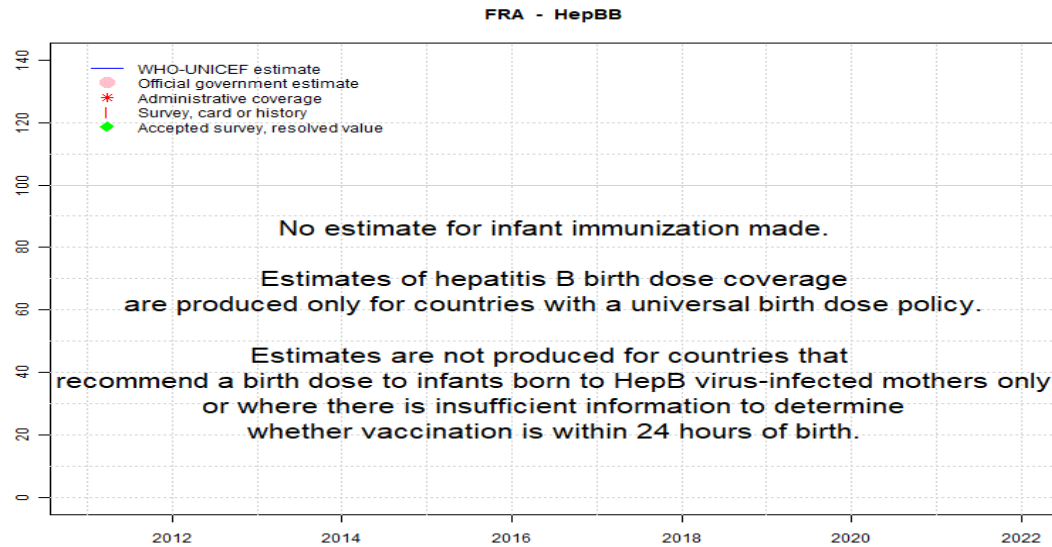 FRA - HepBB
140
120
100
80
60
40
20
0
WHO-UNICEF estimate
Official government estimate
Administrative coverage
Survey, card or history
Accepted survey, resolved value
No estimate for infant immunization made.
Estimates of hepatitis B birth dose coverage
are produced only for countries with a universal birth dose policy.
Estimates are not produced for countries that
recommend a birth dose to infants born to HepB virus-infected mothers only
or where there is insufficient information to determine
whether vaccination is within 24 hours of birth.
2012 2014 2016 2018 2020 2022